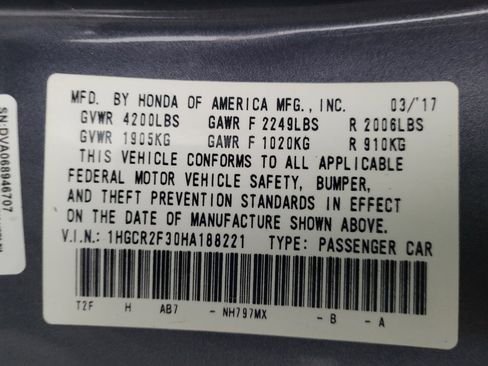 MFD. BY HONDA OF AMERICA MFG., INC. 03/'17
GVWR 4200LBS GAWR F 2249LBS R 2006LBS
GVWR 1905KG GAWR F 1020KG R 910KG
THIS VEHICLE CONFORMS TO ALL APPLICABLE
FEDERAL MOTOR VEHICLE SAFETY, BUMPER,
AND THEFT PREVENTION STANDARDS IN EFFECT
ON THE DATE OF MANUFACTURE SHOWN ABOVE.
V.I.N.: 1HGCR2F30HA188221 TYPE: PASSENGER CAR
T2F H AB7 - NH797MX - B - A
SN:DVA068946707